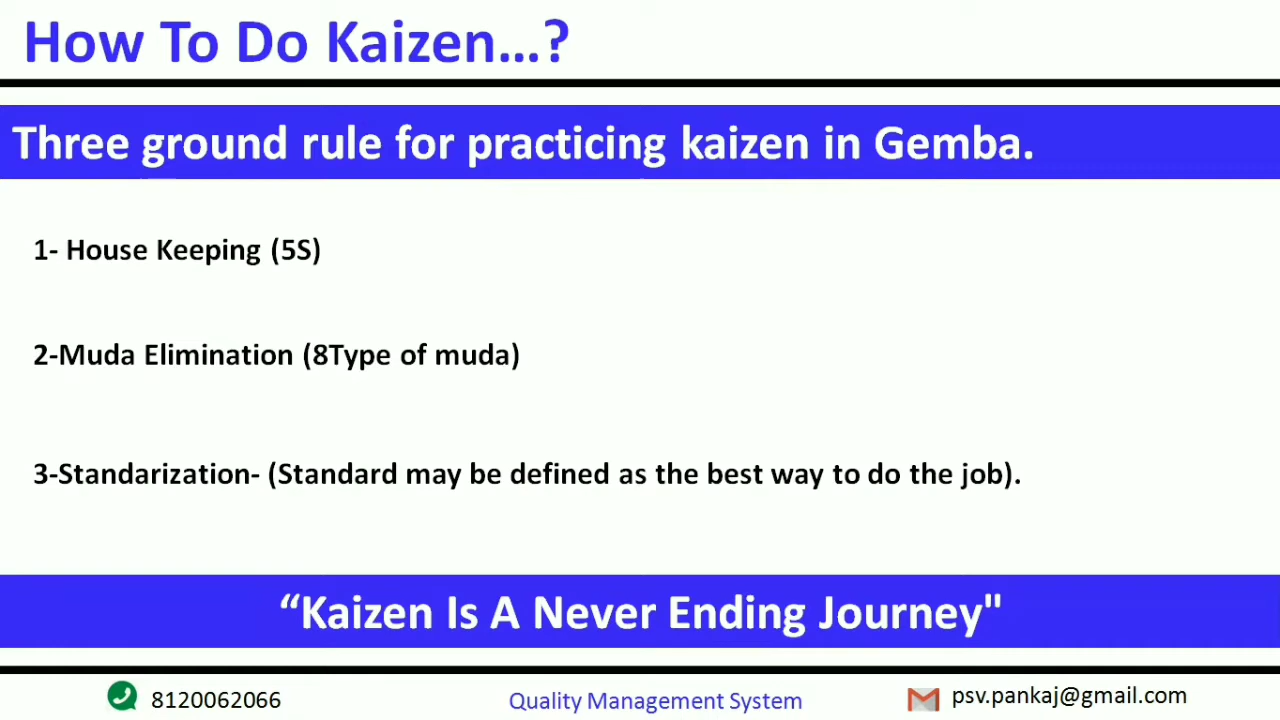 How To Do Kaizen...?
Three ground rule for practicing kaizen in Gemba.
1- House Keeping (5S)
2-Muda Elimination (8Type of muda)
3-Standarization- (Standard may be defined as the best way to do the job).
“Kaizen Is A Never Ending Journey"
8120062066
Quality Management System
psv.pankaj@gmail.com